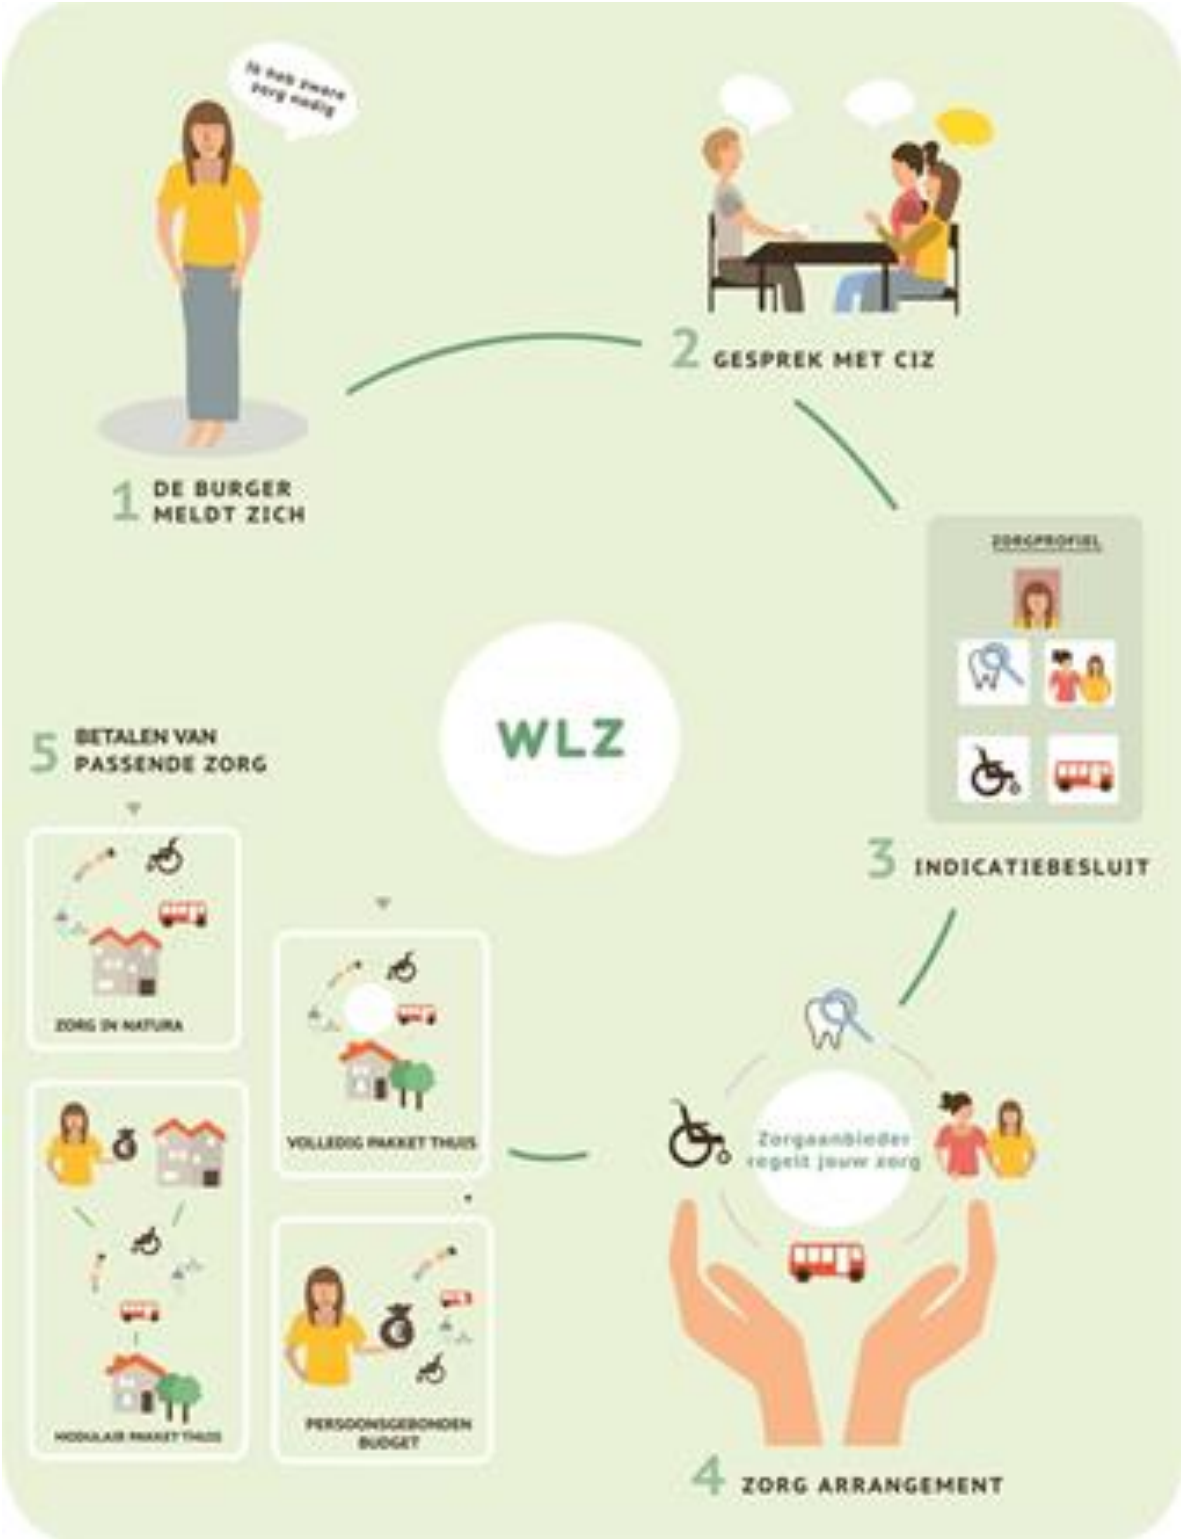 Ik heb zware
zorg nodig
2 GESPREK MET CIZ
1 DE BURGER
MELDT ZICH
ZORGPROFIEL
WLZ
5 BETALEN VAN
PASSENDE ZORG
3 INDICATIEBESLUIT
ZORG IN NATURA
VOLLEDIG PAKKET THUIS
Zorgaanbieder
regelt jouw zorg
MODULAIR PAKKET THUIS
PERSOONSGEBONDEN
BUDGET
4 ZORG ARRANGEMENT